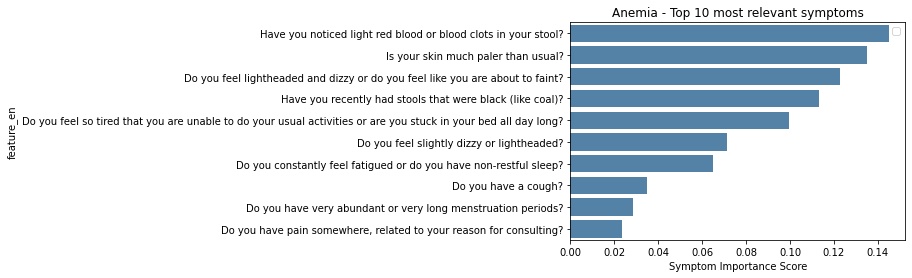 Anemia - Top 10 most relevant symptoms
Have you noticed light red blood or blood clots in your stool?
Is your skin much paler than usual?
Do you feel lightheaded and dizzy or do you feel like you are about to faint?
Have you recently had stools that were black (like coal)?
Do you feel so tired that you are unable to do your usual activities or are you stuck in your bed all day long?
Do you feel slightly dizzy or lightheaded?
Do you constantly feel fatigued or do you have non-restful sleep?
Do you have a cough?
Do you have very abundant or very long menstruation periods?
Do you have pain somewhere, related to your reason for consulting?
feature_en
0.00 0.02 0.04 0.06 0.08 0.10 0.12 0.14
Symptom Importance Score